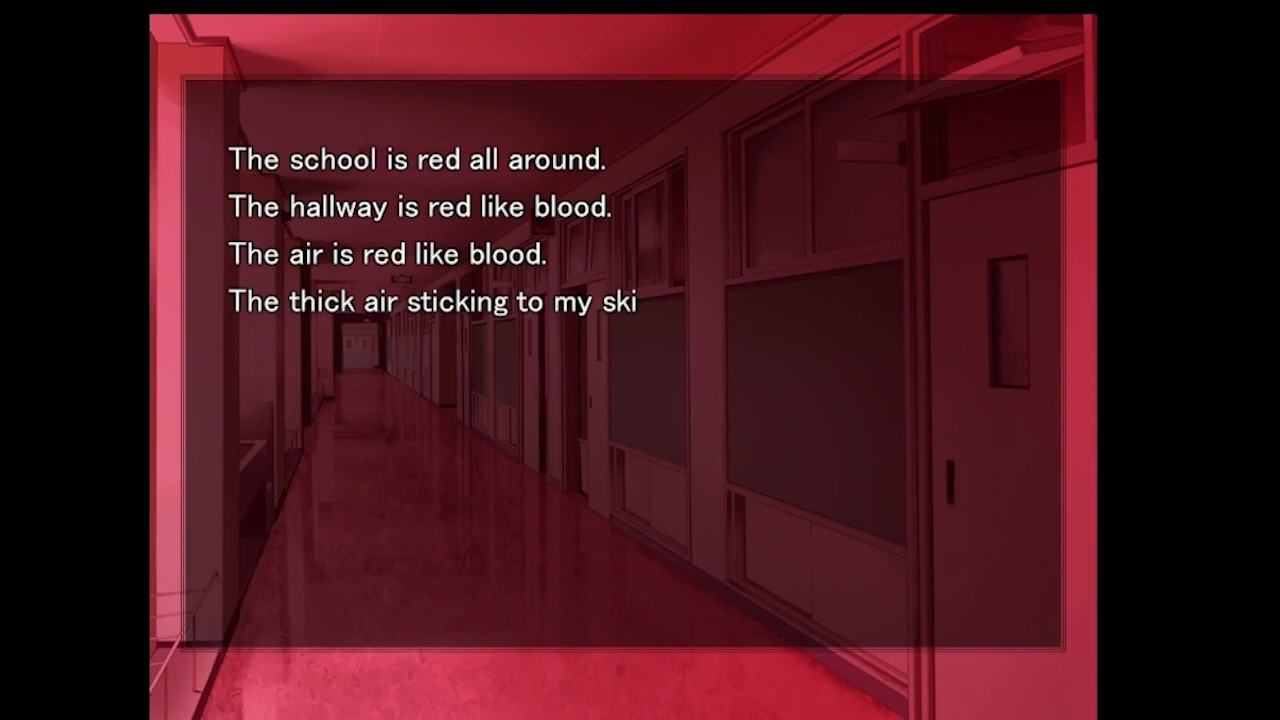 The school is red all around.
The hallway is red like blood.
The air is red like blood.
The thick air sticking to my ski